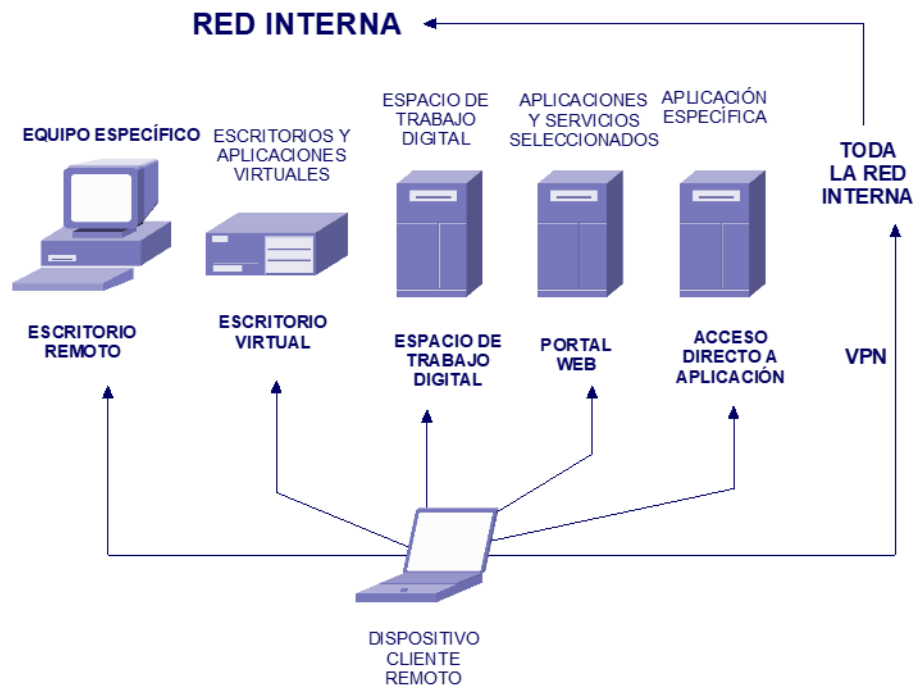 RED INTERNA
EQUIPO ESPECÍFICO
ESCRITORIOS Y
APLICACIONES
VIRTUALES
ESPACIO DE
TRABAJO
DIGITAL
APLICACIONES
Y SERVICIOS
SELECCIONADOS
APLICACIÓN
ESPECÍFICA
TODA
LA RED
INTERNA
ESCRITORIO
REMOTO
ESCRITORIO
VIRTUAL
ESPACIO DE
TRABAJO
DIGITAL
PORTAL
WEB
ACCESO
DIRECTO A
APLICACIÓN
VPN
DISPOSITIVO
CLIENTE
REMOTO